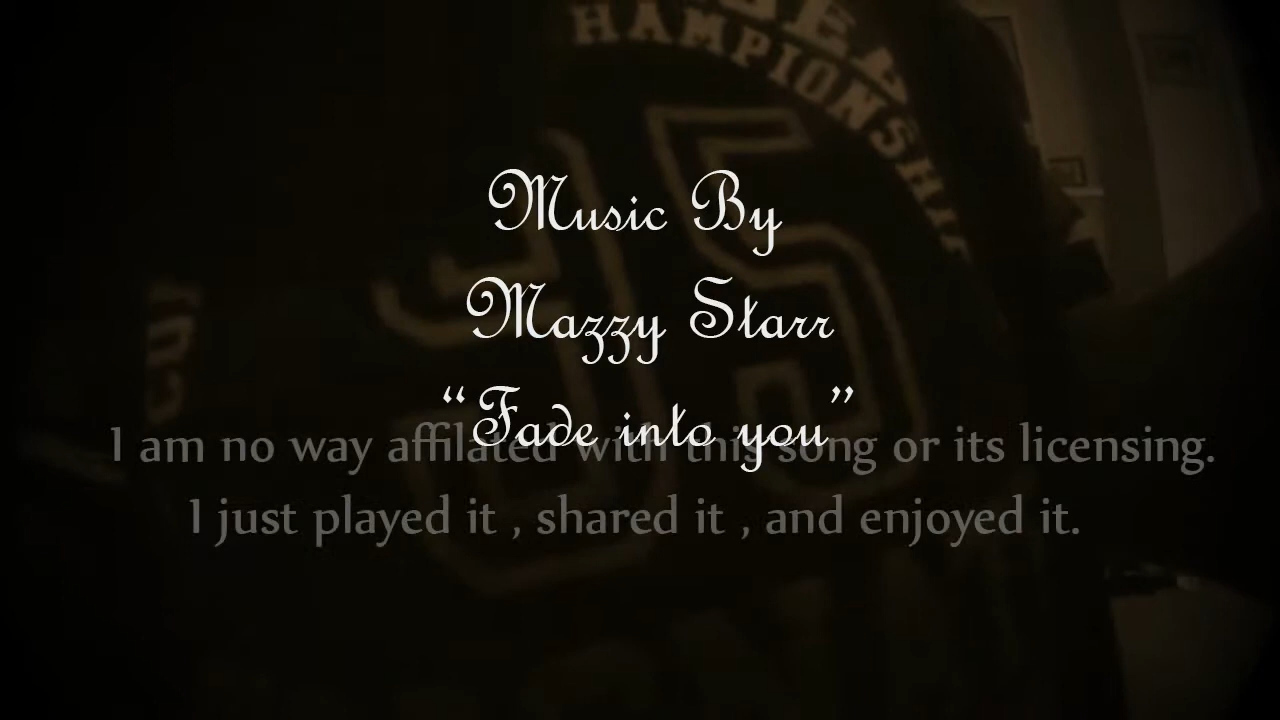 HAMPIONSHI
35
Music By
Mazzy Starr
“Fade into you”
I am no way affilated with this song or its licensing.
I just played it , shared it , and enjoyed it.